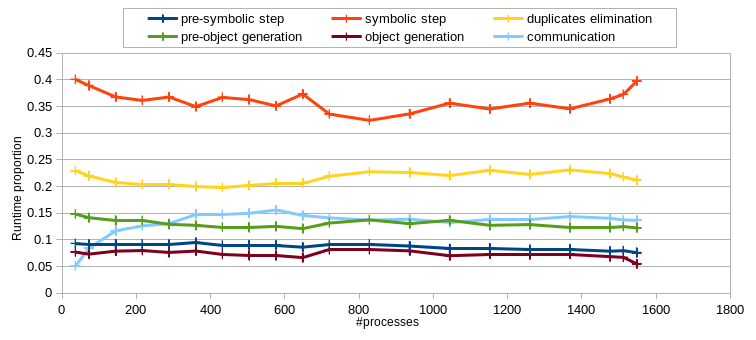 pre-symbolic step symbolic step duplicates elimination
pre-object generation object generation communication
Runtime proportion
0.45
0.4
0.35
0.3
0.25
0.2
0.15
0.1
0.05
0
0 200 400 600 800 1000 1200 1400 1600 1800
#processes